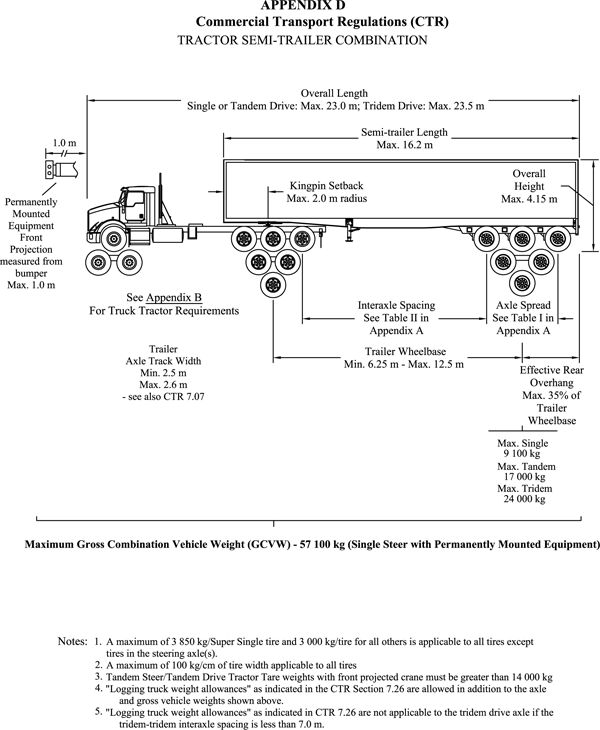 APPENDIX D
Commercial Transport Regulations (CTR)
TRACTOR SEMI-TRAILER COMBINATION
Overall Length
Single or Tandem Drive: Max. 23.0 m; Tridem Drive: Max. 23.5 m
1.0 m
Semi-trailer Length
Max. 16.2 m
Permanently
Mounted
Equipment
Front
Projection
measured from
bumper
Max. 1.0 m
Kingpin Setback
Max. 2.0 m radius
Overall
Height
Max. 4.15 m
See Appendix B
For Truck Tractor Requirements
Interaxle Spacing
See Table II in
Appendix A
Axle Spread
See Table I in
Appendix A
Trailer
Axle Track Width
Min. 2.5 m
Max. 2.6 m
- see also CTR 7.07
Trailer Wheelbase
Min. 6.25 m - Max. 12.5 m
Effective Rear
Overhang
Max. 35% of
Trailer
Wheelbase
Max. Single
9 100 kg
Max. Tandem
17 000 kg
Max. Tridem
24 000 kg
Maximum Gross Combination Vehicle Weight (GCVW) - 57 100 kg (Single Steer with Permanently Mounted Equipment)
Notes: 1. A maximum of 3 850 kg/Super Single tire and 3 000 kg/tire for all others is applicable to all tires except
tires in the steering axle(s).
2. A maximum of 100 kg/cm of tire width applicable to all tires
3. Tandem Steer/Tandem Drive Tractor Tare weights with front projected crane must be greater than 14 000 kg
4. "Logging truck weight allowances" as indicated in the CTR Section 7.26 are allowed in addition to the axle
and gross vehicle weights shown above.
5. "Logging truck weight allowances" as indicated in CTR 7.26 are not applicable to the tridem drive axle if the
tridem-tridem interaxle spacing is less than 7.0 m.